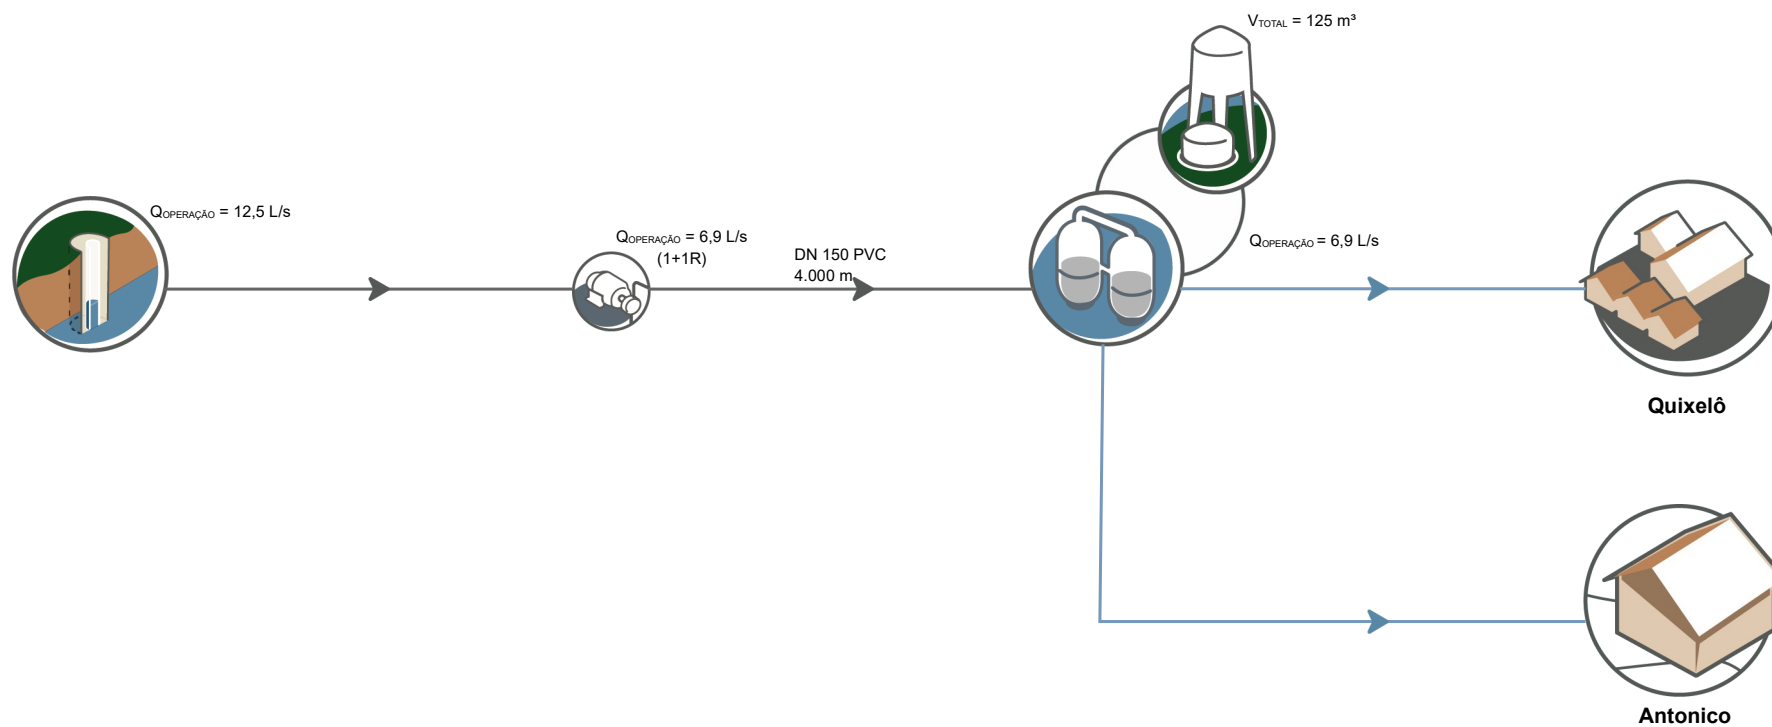 VTOTAL = 125 m³
QOPERAÇÃO = 12,5 L/s
QOPERAÇÃO = 6,9 L/s
(1+1R)
DN 150 PVC
4.000 m
QOPERAÇÃO = 6,9 L/s
Quixelô
Antonico